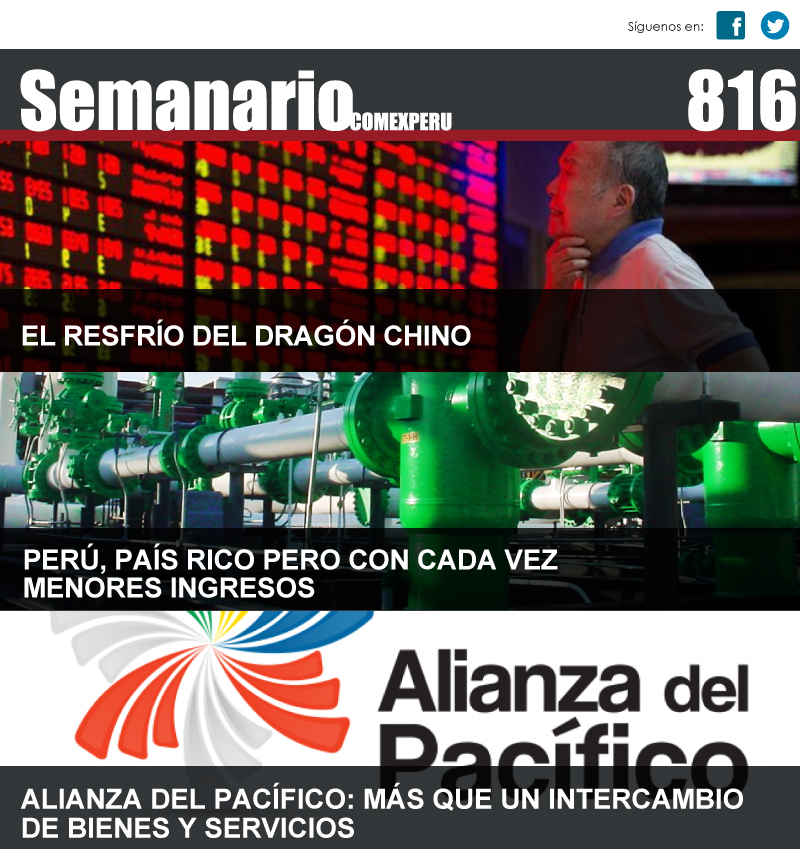 Síguenos en:
Semanario COMEXPERU
816
EL RESFRÍO DEL DRAGÓN CHINO
PERÚ, PAÍS RICO PERO CON CADA VEZ
MENORES INGRESOS
Alianza del
Pacífico
ALIANZA DEL PACÍFICO: MÁS QUE UN INTERCAMBIO
DE BIENES Y SERVICIOS